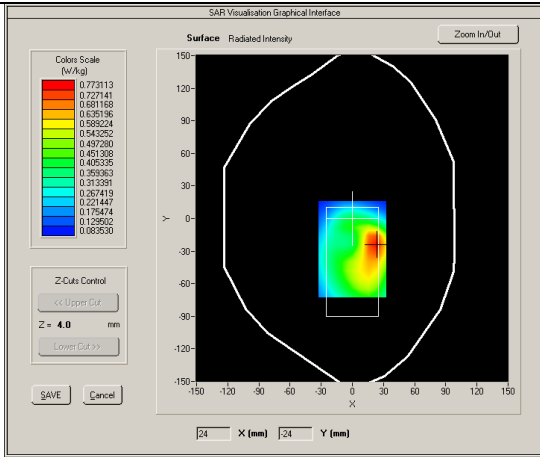 SAR Visualisation Graphical Interface
Surface Radiated Intensity
Zoom In/Out
Colors Scale
(W/kg)
0.773113
0.727141
0.681168
0.635196
0.589224
0.543252
0.497280
0.451308
0.405335
0.359363
0.313391
0.267419
0.221447
0.175474
0.129502
0.083530
150-
120-
90-
60-
30-
0-
-30-
-60-
-90-
-120-
-150-
Y
-150 -120 -90 -60 -30 0 30 60 90 120 150
X
Z-Cuts Control
<< Upper Cut
Z = 4.0 mm
Lower Cut >>
SAVE Cancel
24 X (mm) -24 Y (mm)